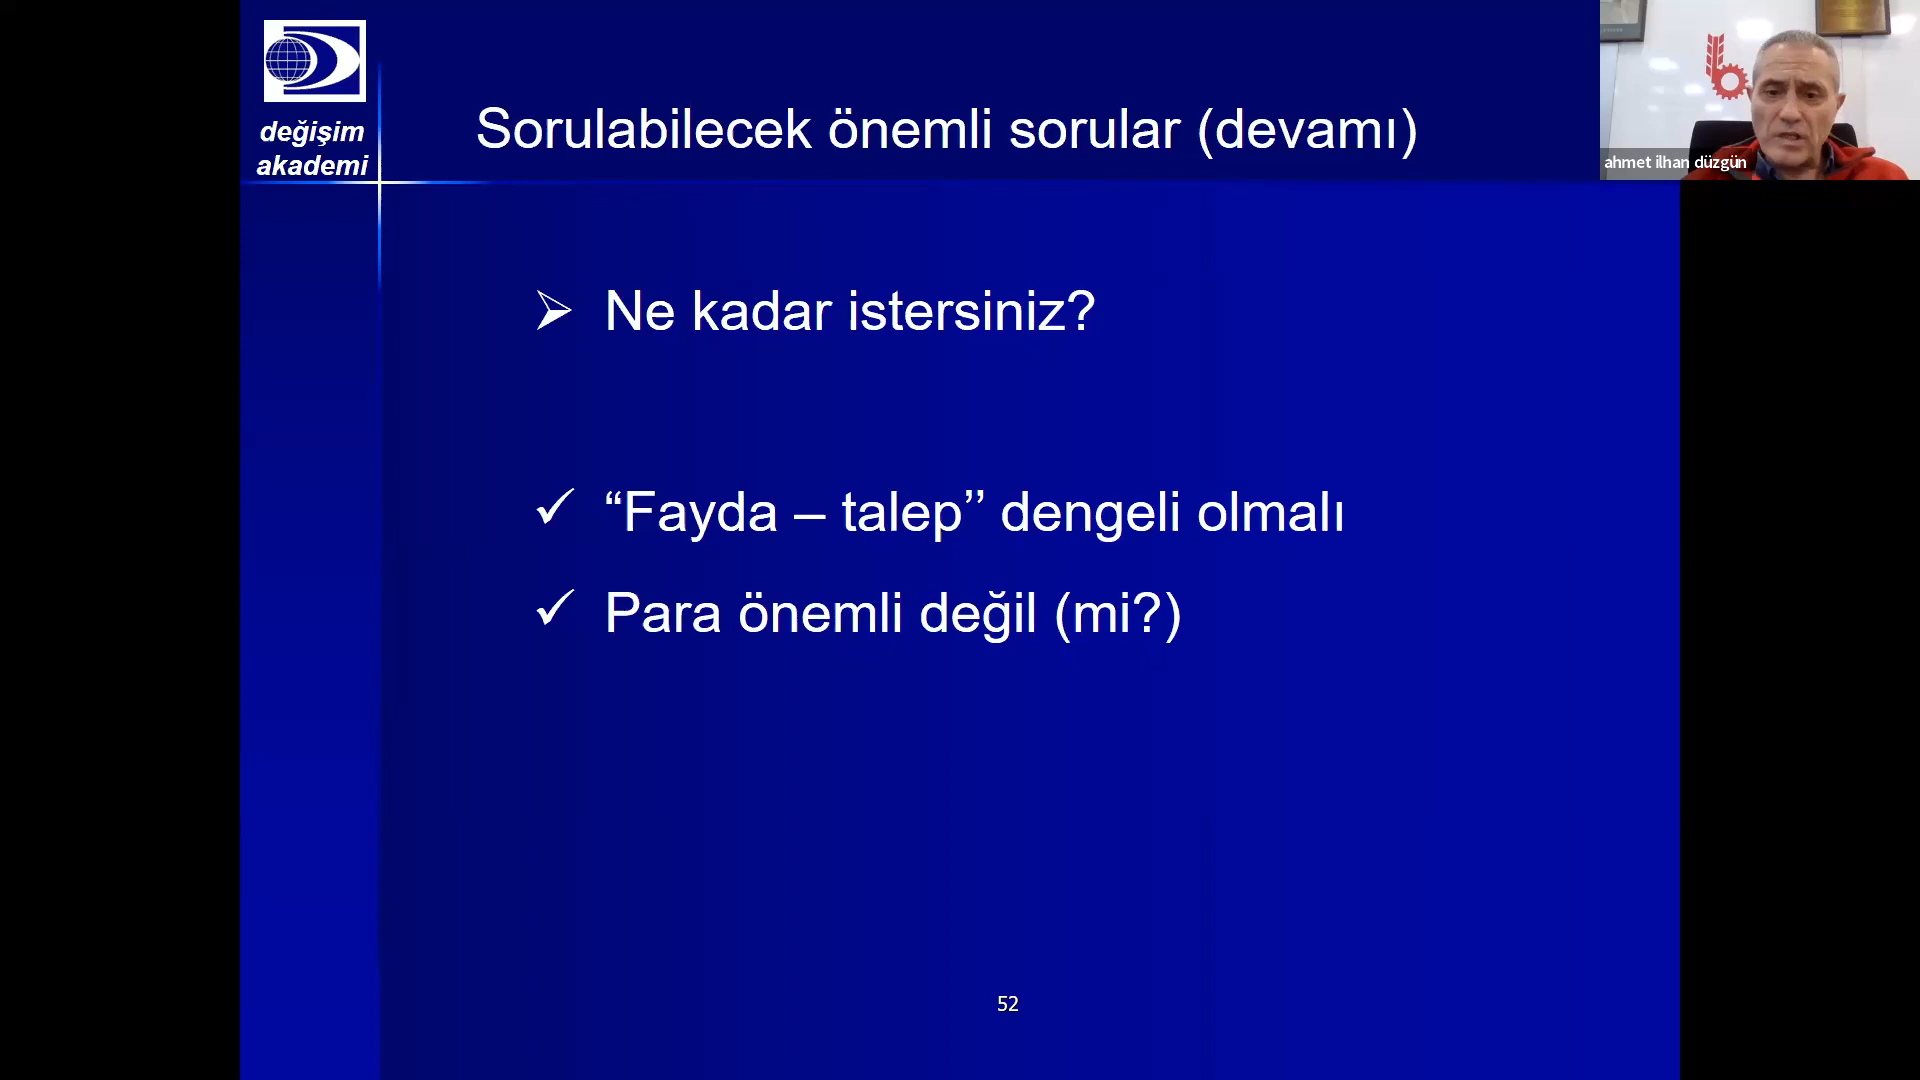 değişim
akademi
Sorulabilecek önemli sorular (devamı)
ahmet ilhan düzgün
Ne kadar istersiniz?
“Fayda – talep’’ dengeli olmalı
Para önemli değil (mi?)
52